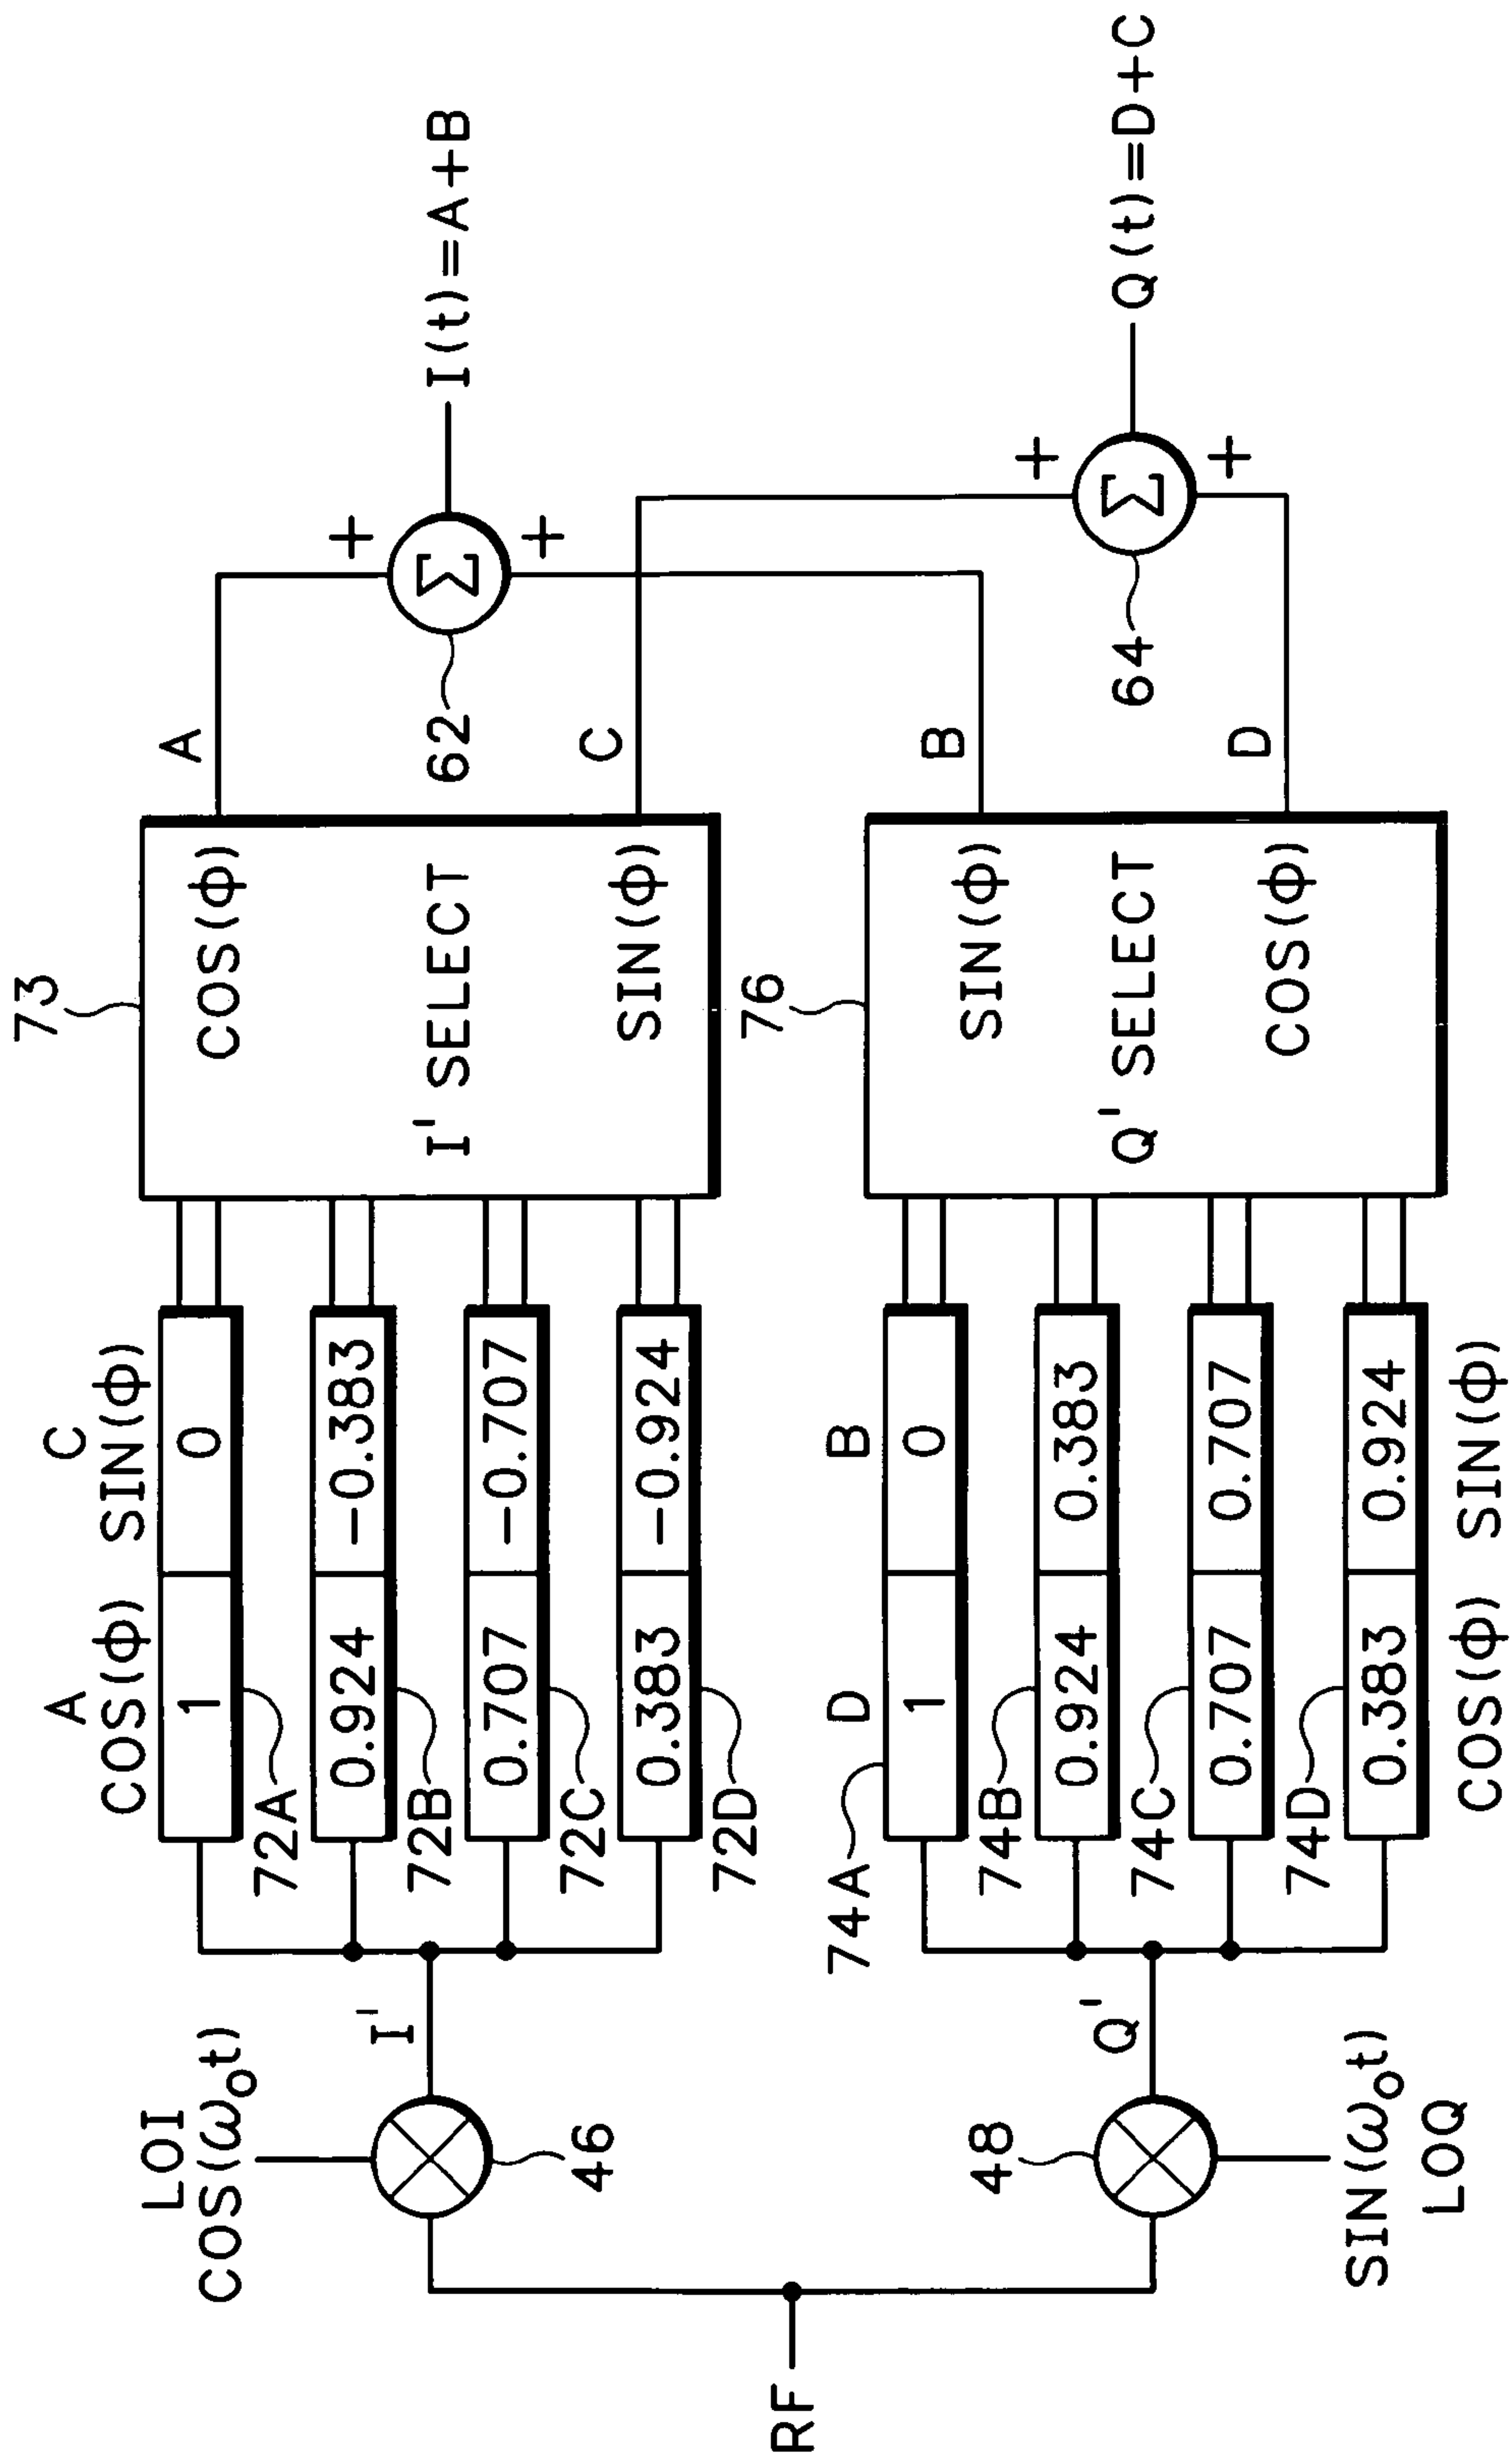 RF
LOI
COS(ω₀t)
46
I'
A
COS(φ)
C
SIN(φ)
1
0
72A
0.924
-0.383
72B
0.707
-0.707
72C
0.383
-0.924
72D
73
COS(φ)
I' SELECT
SIN(φ)
A
C
62
+
Σ
+
I(t)=A+B
48
SIN(ω₀t)
LOQ
Q'
74A
D
B
1
0
74B
0.924
0.383
74C
0.707
0.707
74D
0.383
0.924
COS(φ)
SIN(φ)
76
SIN(φ)
Q' SELECT
COS(φ)
B
D
64
+
Σ
+
Q(t)=D+C